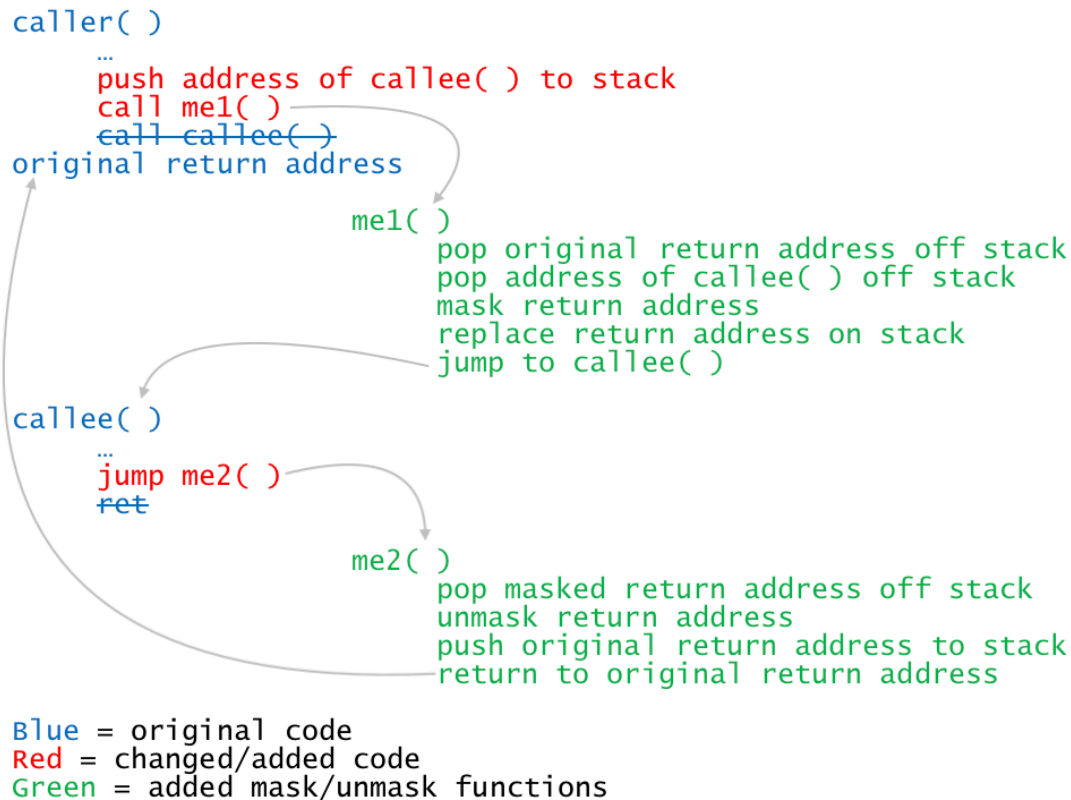 caller( )
…
push address of callee( ) to stack
call me1( )
call callee( )
original return address
me1( )
pop original return address off stack
pop address of callee( ) off stack
mask return address
replace return address on stack
jump to callee( )
callee( )
…
jump me2( )
ret
me2( )
pop masked return address off stack
unmask return address
push original return address to stack
return to original return address
Blue = original code
Red = changed/added code
Green = added mask/unmask functions